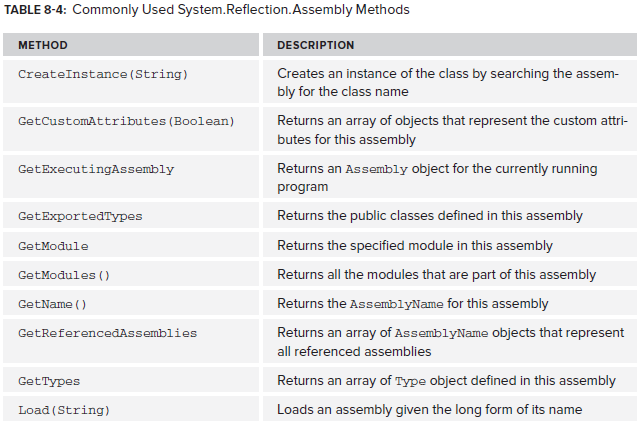 TABLE 8-4: Commonly Used System.Reflection.Assembly Methods
METHOD DESCRIPTION
CreateInstance(String) Creates an instance of the class by searching the assem-
bly for the class name
GetCustomAttributes(Boolean) Returns an array of objects that represent the custom attri-
butes for this assembly
GetExecutingAssembly Returns an Assembly object for the currently running
program
GetExportedTypes Returns the public classes defined in this assembly
GetModule Returns the specified module in this assembly
GetModules() Returns all the modules that are part of this assembly
GetName() Returns the AssemblyName for this assembly
GetReferencedAssemblies Returns an array of AssemblyName objects that represent
all referenced assemblies
GetTypes Returns an array of Type object defined in this assembly
Load(String) Loads an assembly given the long form of its name